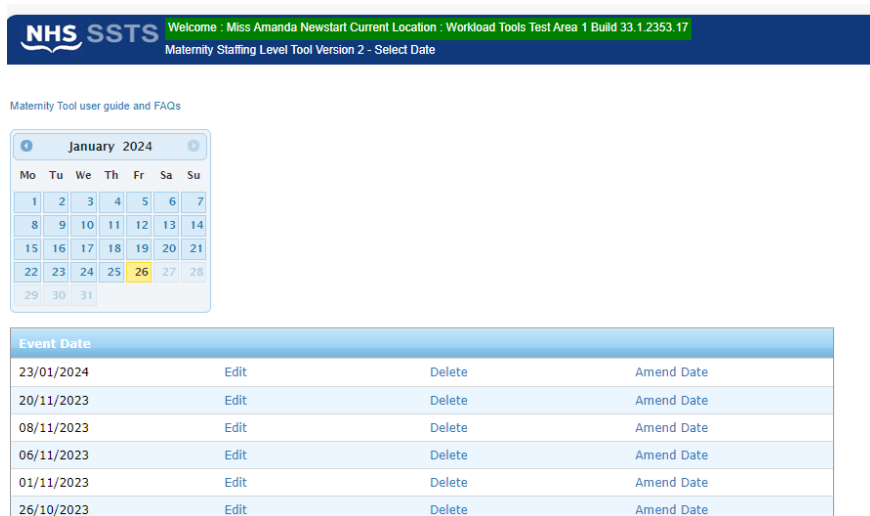 NHS SSTS
Welcome : Miss Amanda Newstart Current Location : Workload Tools Test Area 1 Build 33.1.2353.17
Maternity Staffing Level Tool Version 2 - Select Date
Maternity Tool user guide and FAQs
January 2024
Mo Tu We Th Fr Sa Su
1 2 3 4 5 6 7
8 9 10 11 12 13 14
15 16 17 18 19 20 21
22 23 24 25 26 27 28
29 30 31
Event Date
23/01/2024 Edit Delete Amend Date
20/11/2023 Edit Delete Amend Date
08/11/2023 Edit Delete Amend Date
06/11/2023 Edit Delete Amend Date
01/11/2023 Edit Delete Amend Date
26/10/2023 Edit Delete Amend Date